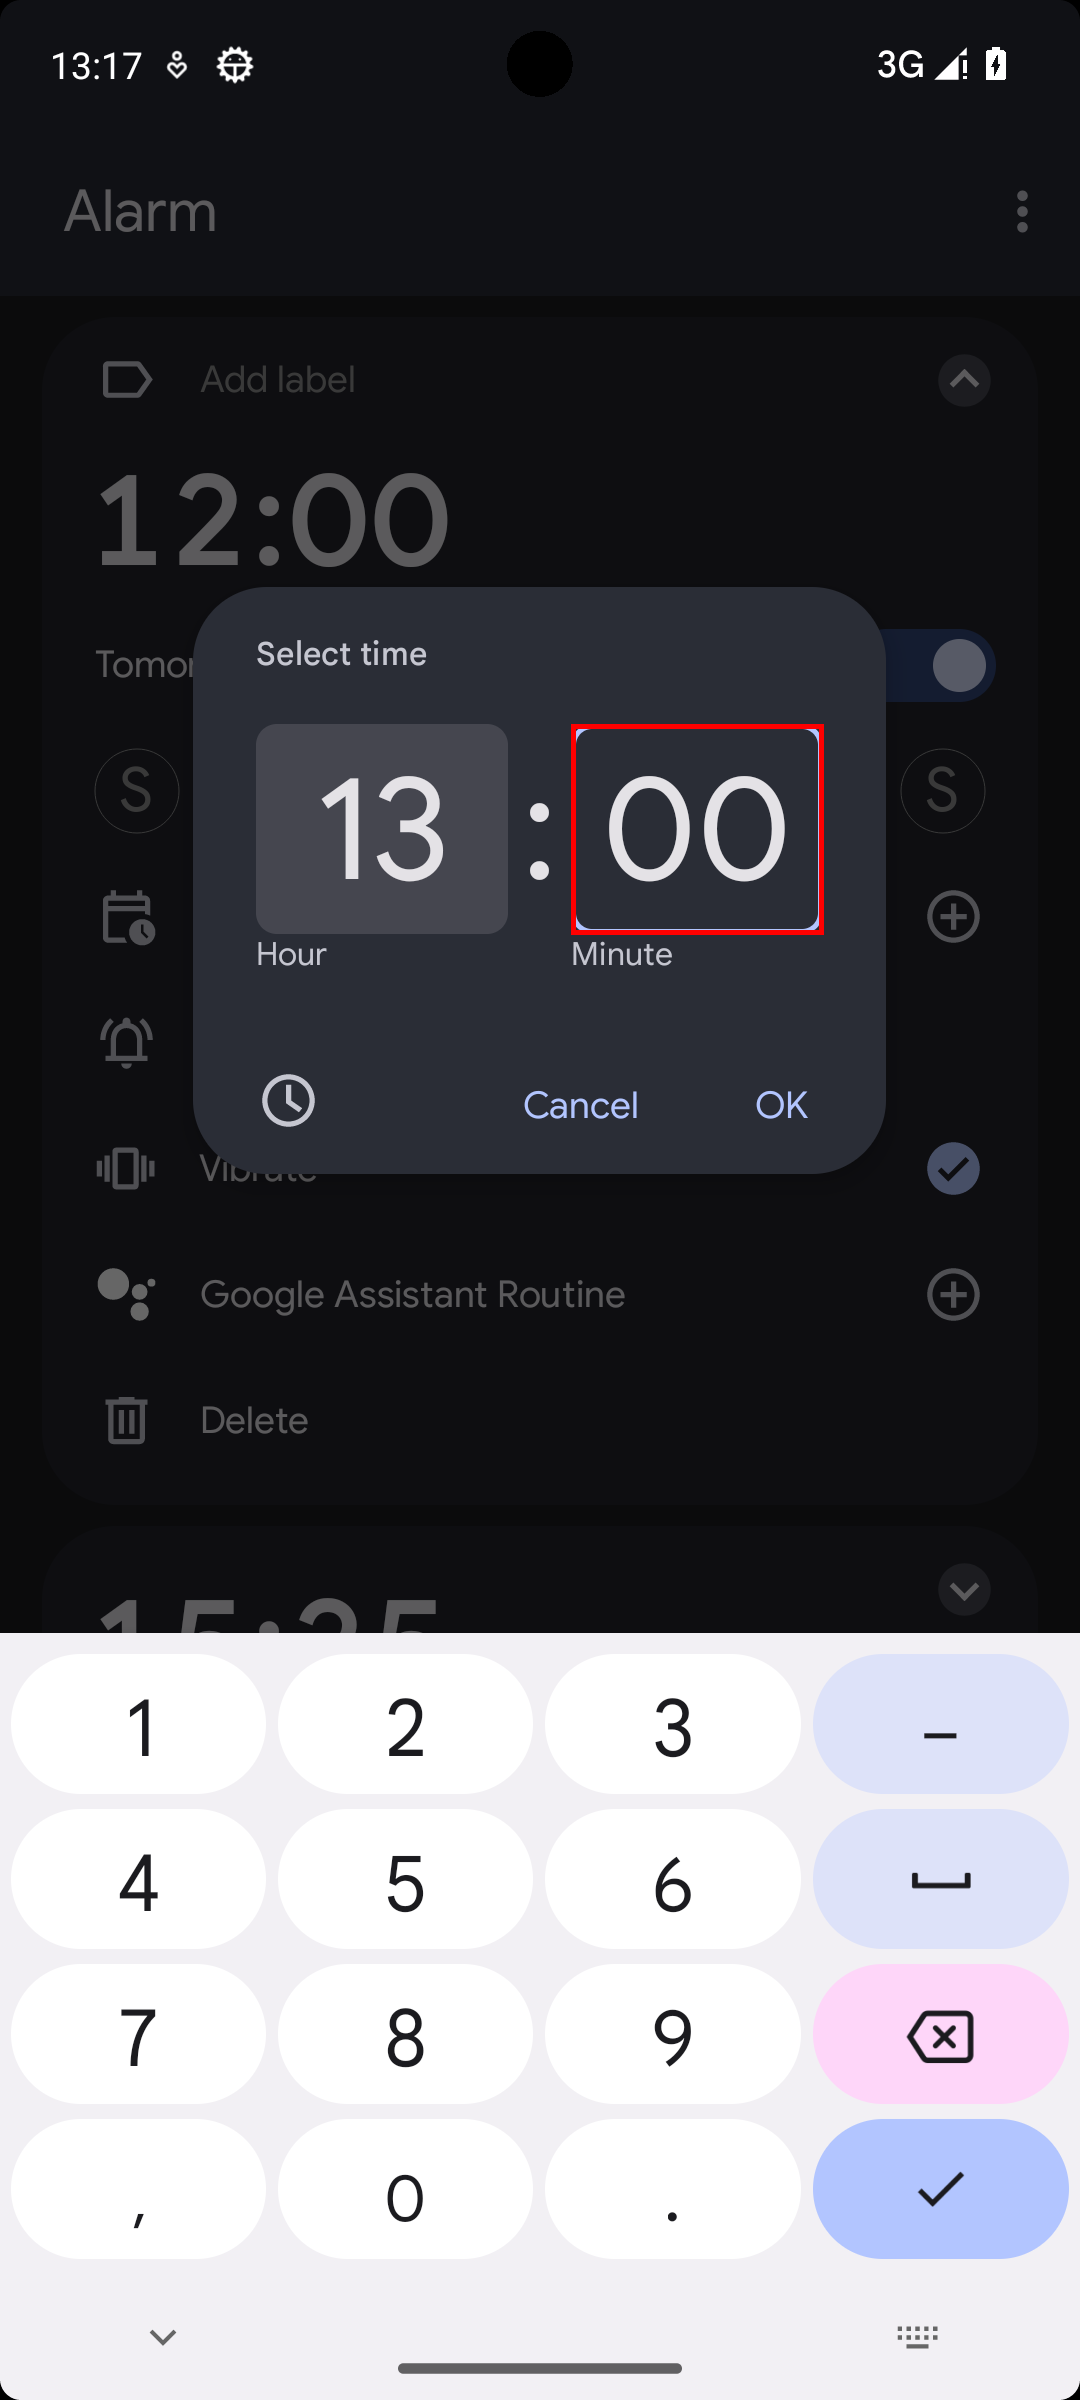 13:17
3G
Alarm
Add label
12:00
Select time
Tomor
13 : 00
S
S
Hour
Minute
Cancel
OK
Vibrate
Google Assistant Routine
Delete
15:
1 2 3 –
4 5 6
7 8 9
, 0 .